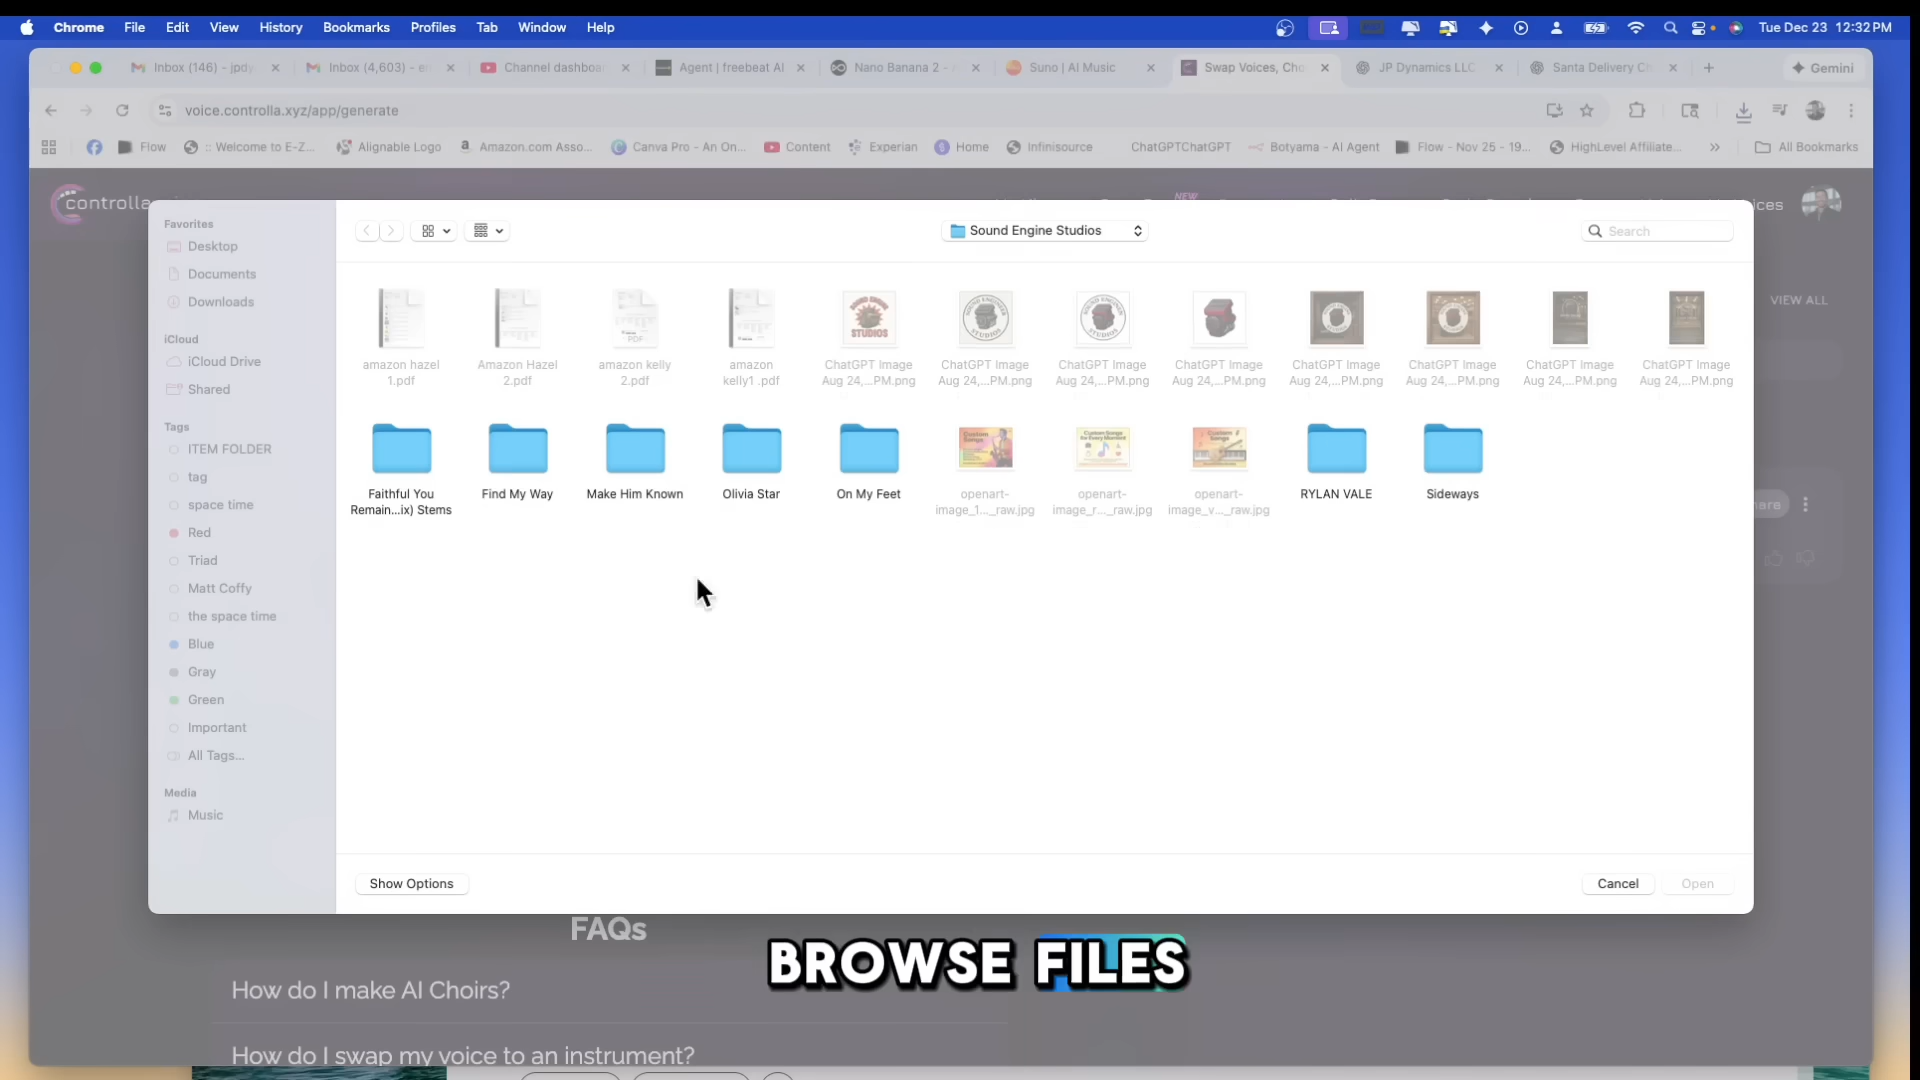 Chrome File Edit View History Bookmarks Profiles Tab Window Help Tue Dec 23 12:32 PM
Inbox (146) - jpdy Inbox (4,603) - e Channel dashboa Agent | freebeat AI Nano Banana 2 - Suno | AI Music Swap Voices, Cho JP Dynamics LLC Santa Delivery Ch Gemini
voice.controlla.xyz/app/generate
Flow :: Welcome to E-Z... Alignable Logo Amazon.com Asso... Canva Pro - An On... Content Experian Home Infinisource ChatGPTChatGPT Botyama - AI Agent Flow - Nov 25 - 19... HighLevel Affiliate... » All Bookmarks
controlla
NEW
ices
VIEW ALL
hare
Favorites
Desktop
Documents
Downloads
iCloud
iCloud Drive
Shared
Tags
ITEM FOLDER
tag
space time
Red
Triad
Matt Coffy
the space time
Blue
Gray
Green
Important
All Tags...
Media
Music
Sound Engine Studios
Search
amazon hazel 1.pdf
Amazon Hazel 2.pdf
amazon kelly 2.pdf
amazon kelly1 .pdf
ChatGPT Image Aug 24,...PM.png
ChatGPT Image Aug 24,...PM.png
ChatGPT Image Aug 24,...PM.png
ChatGPT Image Aug 24,...PM.png
ChatGPT Image Aug 24,...PM.png
ChatGPT Image Aug 24,...PM.png
ChatGPT Image Aug 24,...PM.png
ChatGPT Image Aug 24,...PM.png
Faithful You Remain...ix) Stems
Find My Way
Make Him Known
Olivia Star
On My Feet
openart-image_1..._raw.jpg
openart-image_r..._raw.jpg
openart-image_v..._raw.jpg
RYLAN VALE
Sideways
Show Options
Cancel
Open
FAQs
BROWSE FILES
How do I make AI Choirs?
How do I swap my voice to an instrument?